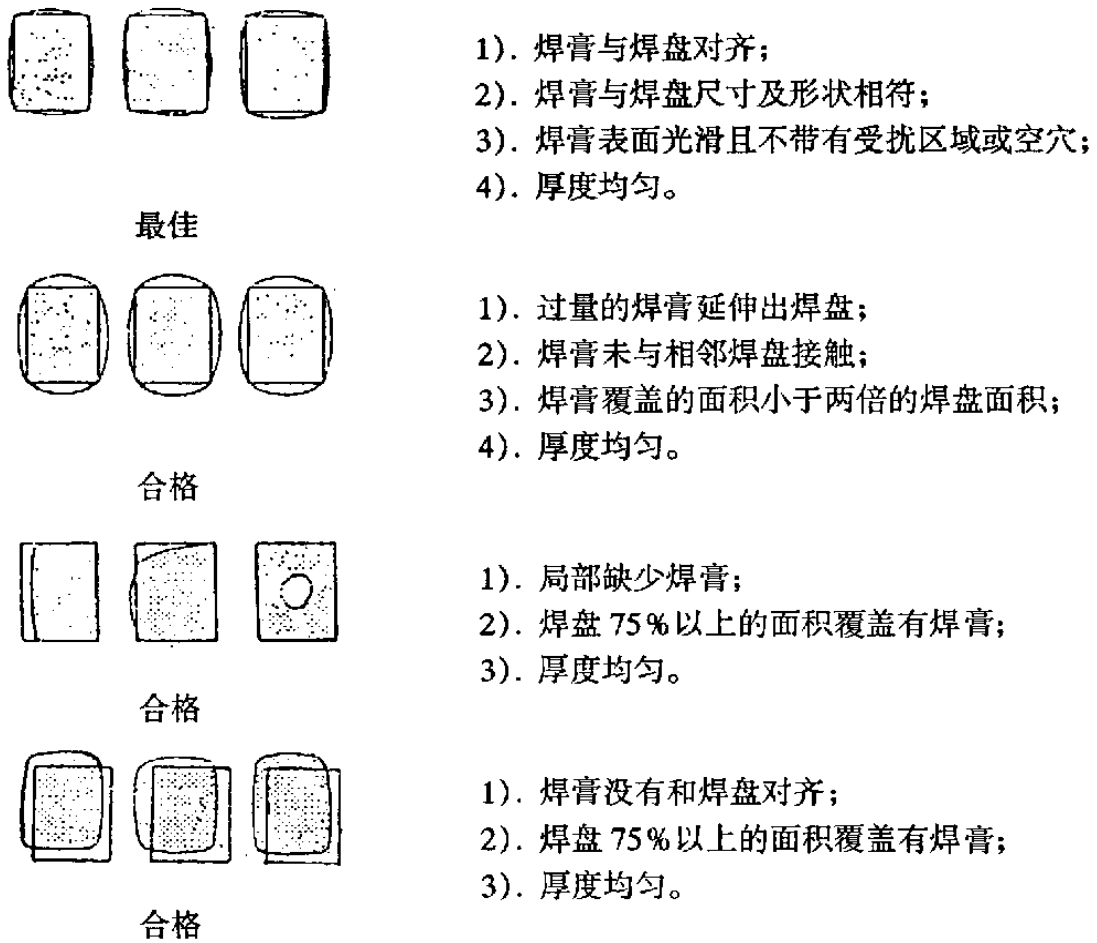 1). 焊膏与焊盘对齐；
2). 焊膏与焊盘尺寸及形状相符；
3). 焊膏表面光滑且不带有受扰区域或空穴；
4). 厚度均匀。
最佳
1). 过量的焊膏延伸出焊盘；
2). 焊膏未与相邻焊盘接触；
3). 焊膏覆盖的面积小于两倍的焊盘面积；
4). 厚度均匀。
合格
1). 局部缺少焊膏；
2). 焊盘 75%以上的面积覆盖有焊膏；
3). 厚度均匀。
合格
1). 焊膏没有和焊盘对齐；
2). 焊盘 75%以上的面积覆盖有焊膏；
3). 厚度均匀。
合格